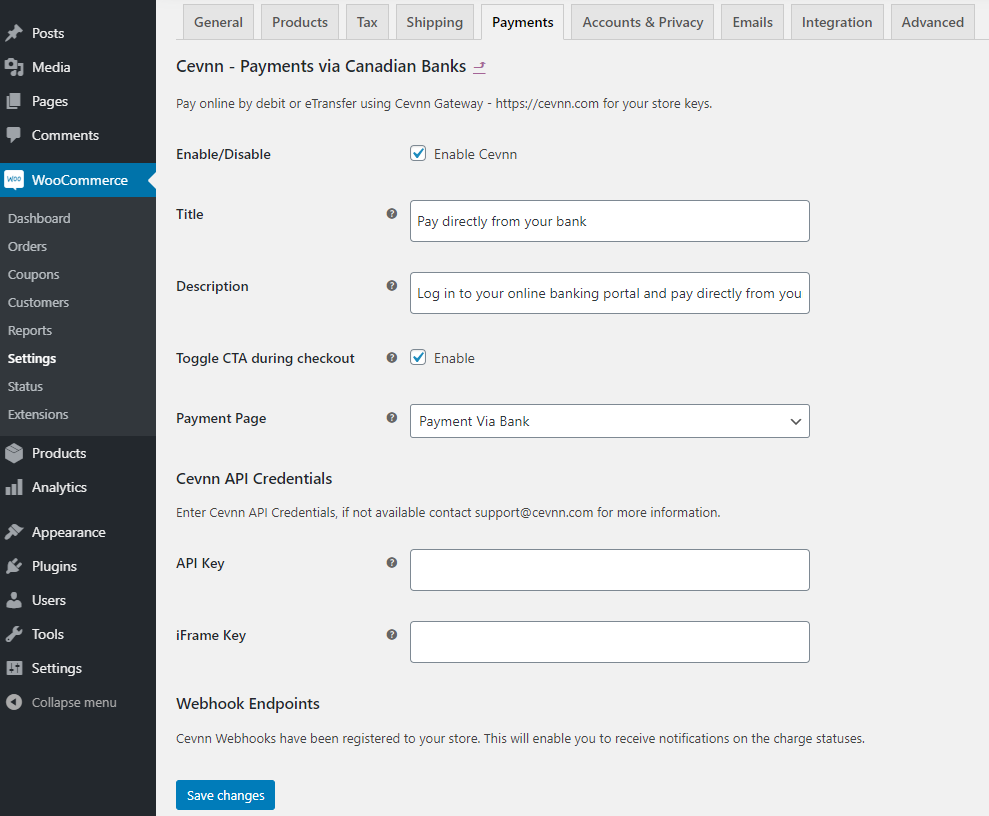 General Products Tax Shipping Payments Accounts & Privacy Emails Integration Advanced
Posts
Media
Pages
Comments
WOO WooCommerce
Dashboard
Orders
Coupons
Customers
Reports
Settings
Status
Extensions
Products
Analytics
Appearance
Plugins
Users
Tools
Settings
Collapse menu
Cevnn - Payments via Canadian Banks
Pay online by debit or eTransfer using Cevnn Gateway - https://cevnn.com for your store keys.
Enable/Disable Enable Cevnn
Title ? Pay directly from your bank
Description ? Log in to your online banking portal and pay directly from you
Toggle CTA during checkout ? Enable
Payment Page ? Payment Via Bank
Cevnn API Credentials
Enter Cevnn API Credentials, if not available contact support@cevnn.com for more information.
API Key ?
iFrame Key ?
Webhook Endpoints
Cevnn Webhooks have been registered to your store. This will enable you to receive notifications on the charge statuses.
Save changes